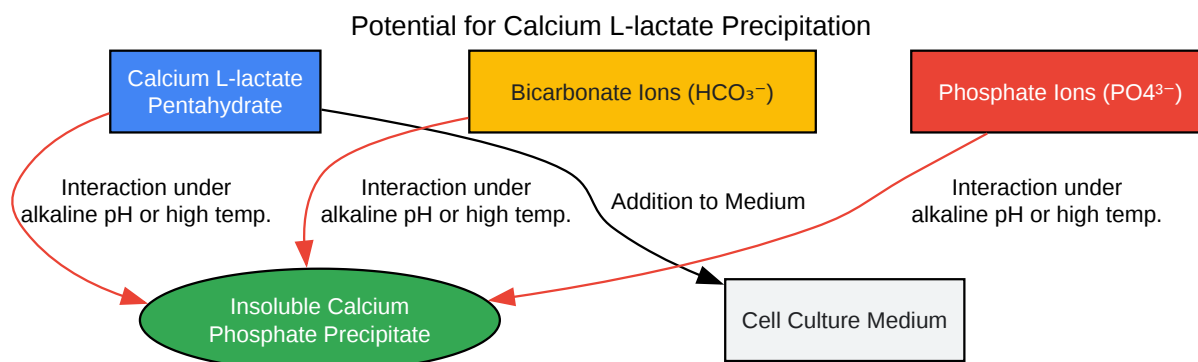 Potential for Calcium L-lactate Precipitation
Calcium L-lactate
Pentahydrate
Bicarbonate Ions (HCO₃⁻)
Phosphate Ions (PO4³⁻)
Interaction under
alkaline pH or high temp.
Interaction under
alkaline pH or high temp.
Addition to Medium
Interaction under
alkaline pH or high temp.
Insoluble Calcium
Phosphate Precipitate
Cell Culture Medium